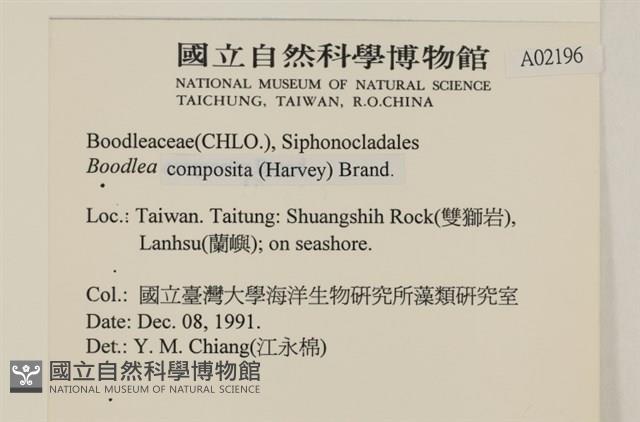 國立自然科學博物館
A02196
NATIONAL MUSEUM OF NATURAL SCIENCE
TAICHUNG, TAIWAN, R.O.CHINA
Boodleaceae(CHLO.), Siphonocladales
Boodlea composita (Harvey) Brand.
Loc.: Taiwan. Taitung: Shuangshih Rock(雙獅岩),
Lanhsu(蘭嶼); on seashore.
Col.: 國立臺灣大學海洋生物研究所藻類研究室
Date: Dec. 08, 1991.
Det.: Y. M. Chiang(江永棉)
國立自然科學博物館
NATIONAL MUSEUM OF NATURAL SCIENCE